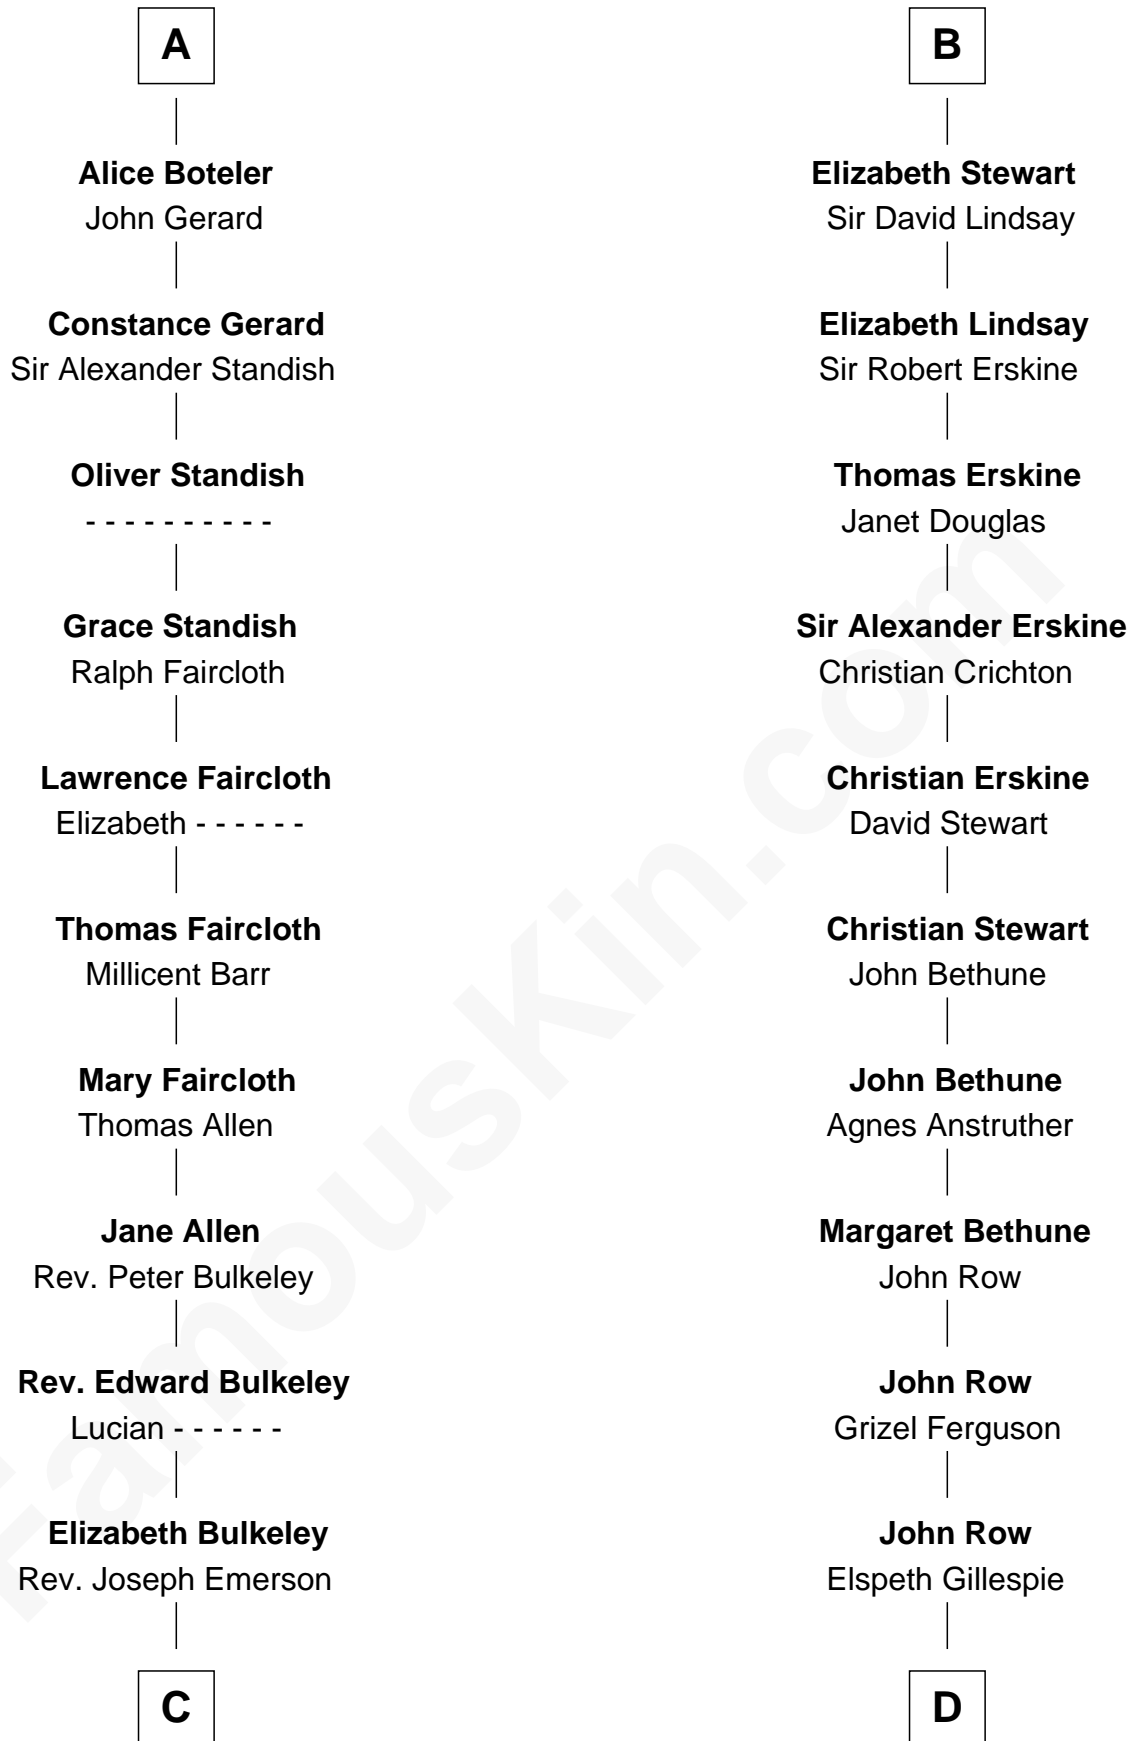 A
Alice Boteler
John Gerard
Constance Gerard
Sir Alexander Standish
Oliver Standish
- - - - - - - - - -
Grace Standish
Ralph Faircloth
Lawrence Faircloth
Elizabeth - - - - - -
Thomas Faircloth
Millicent Barr
Mary Faircloth
Thomas Allen
Jane Allen
Rev. Peter Bulkeley
Rev. Edward Bulkeley
Lucian - - - - - -
Elizabeth Bulkeley
Rev. Joseph Emerson
C
B
Elizabeth Stewart
Sir David Lindsay
Elizabeth Lindsay
Sir Robert Erskine
Thomas Erskine
Janet Douglas
Sir Alexander Erskine
Christian Crichton
Christian Erskine
David Stewart
Christian Stewart
John Bethune
John Bethune
Agnes Anstruther
Margaret Bethune
John Row
John Row
Grizel Ferguson
John Row
Elspeth Gillespie
D
FamousKin.com